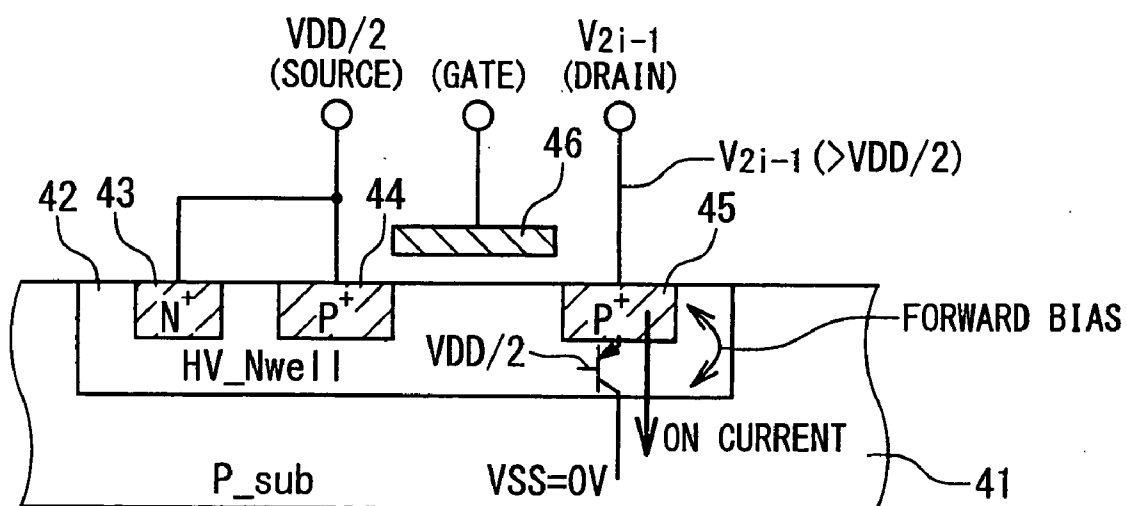 VDD/2
(SOURCE)
(GATE)
V2i-1
(DRAIN)
46
V2i-1 (>VDD/2)
42
43
44
45
N+
P+
P+
FORWARD BIAS
HV_Nwell
VDD/2
ON CURRENT
P_sub
VSS=0V
41